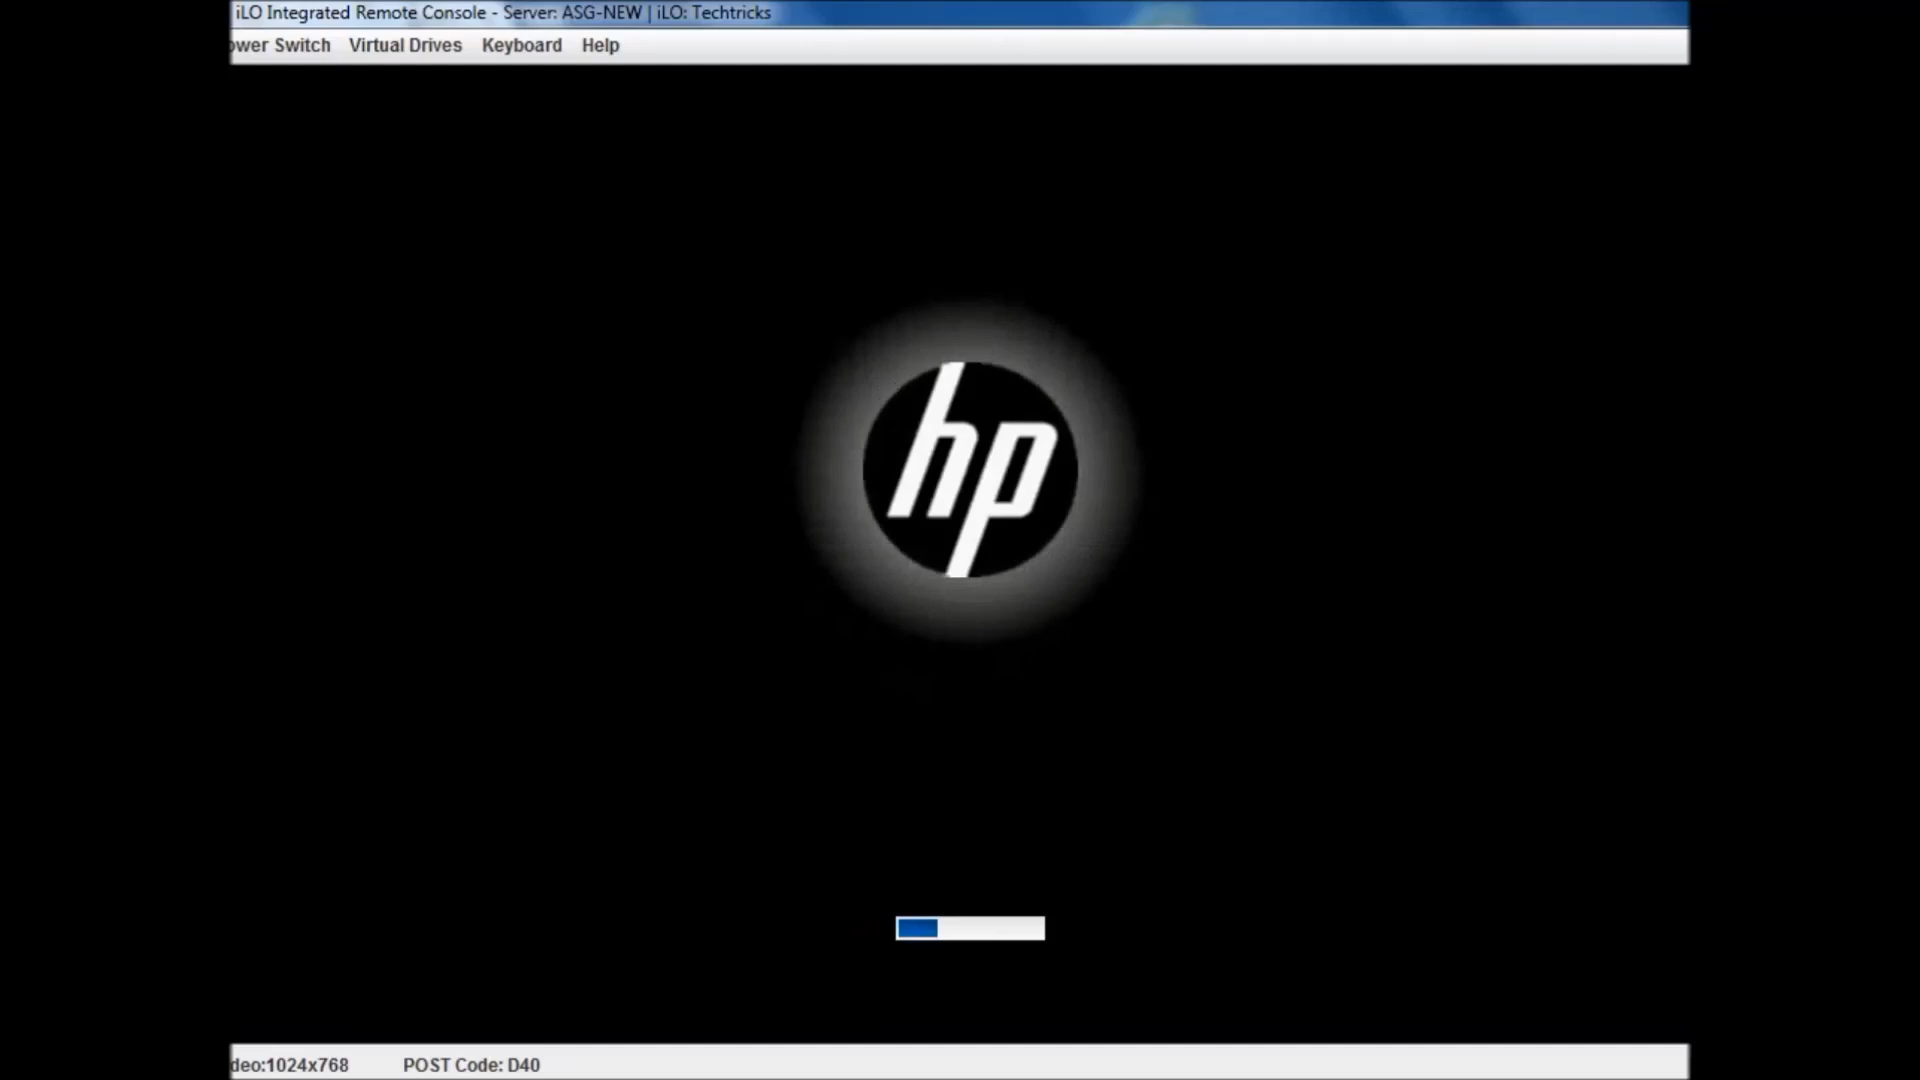 iLO Integrated Remote Console - Server: ASG-NEW | iLO: Techtricks
ower Switch Virtual Drives Keyboard Help
hp
deo:1024x768 POST Code: D40